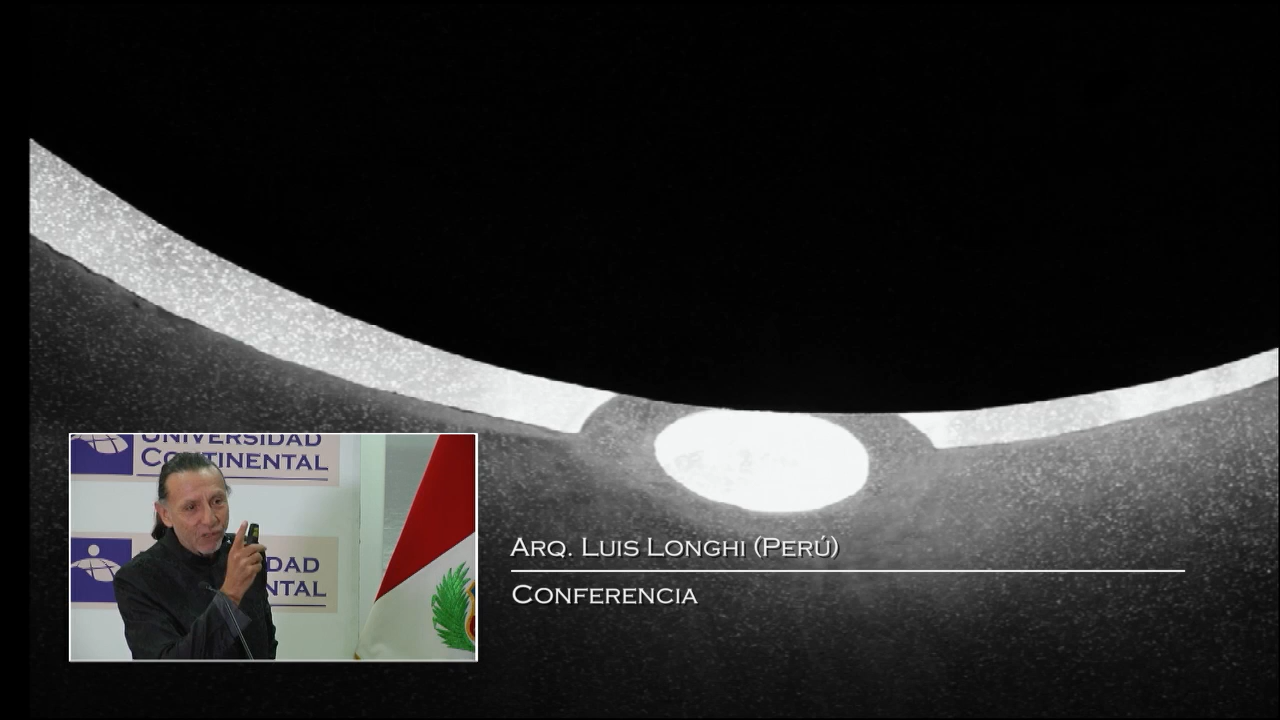 UNIVERSIDAD
CONTINENTAL
DAD
NTAL
ARQ. LUIS LONGHI (PERÚ)
CONFERENCIA